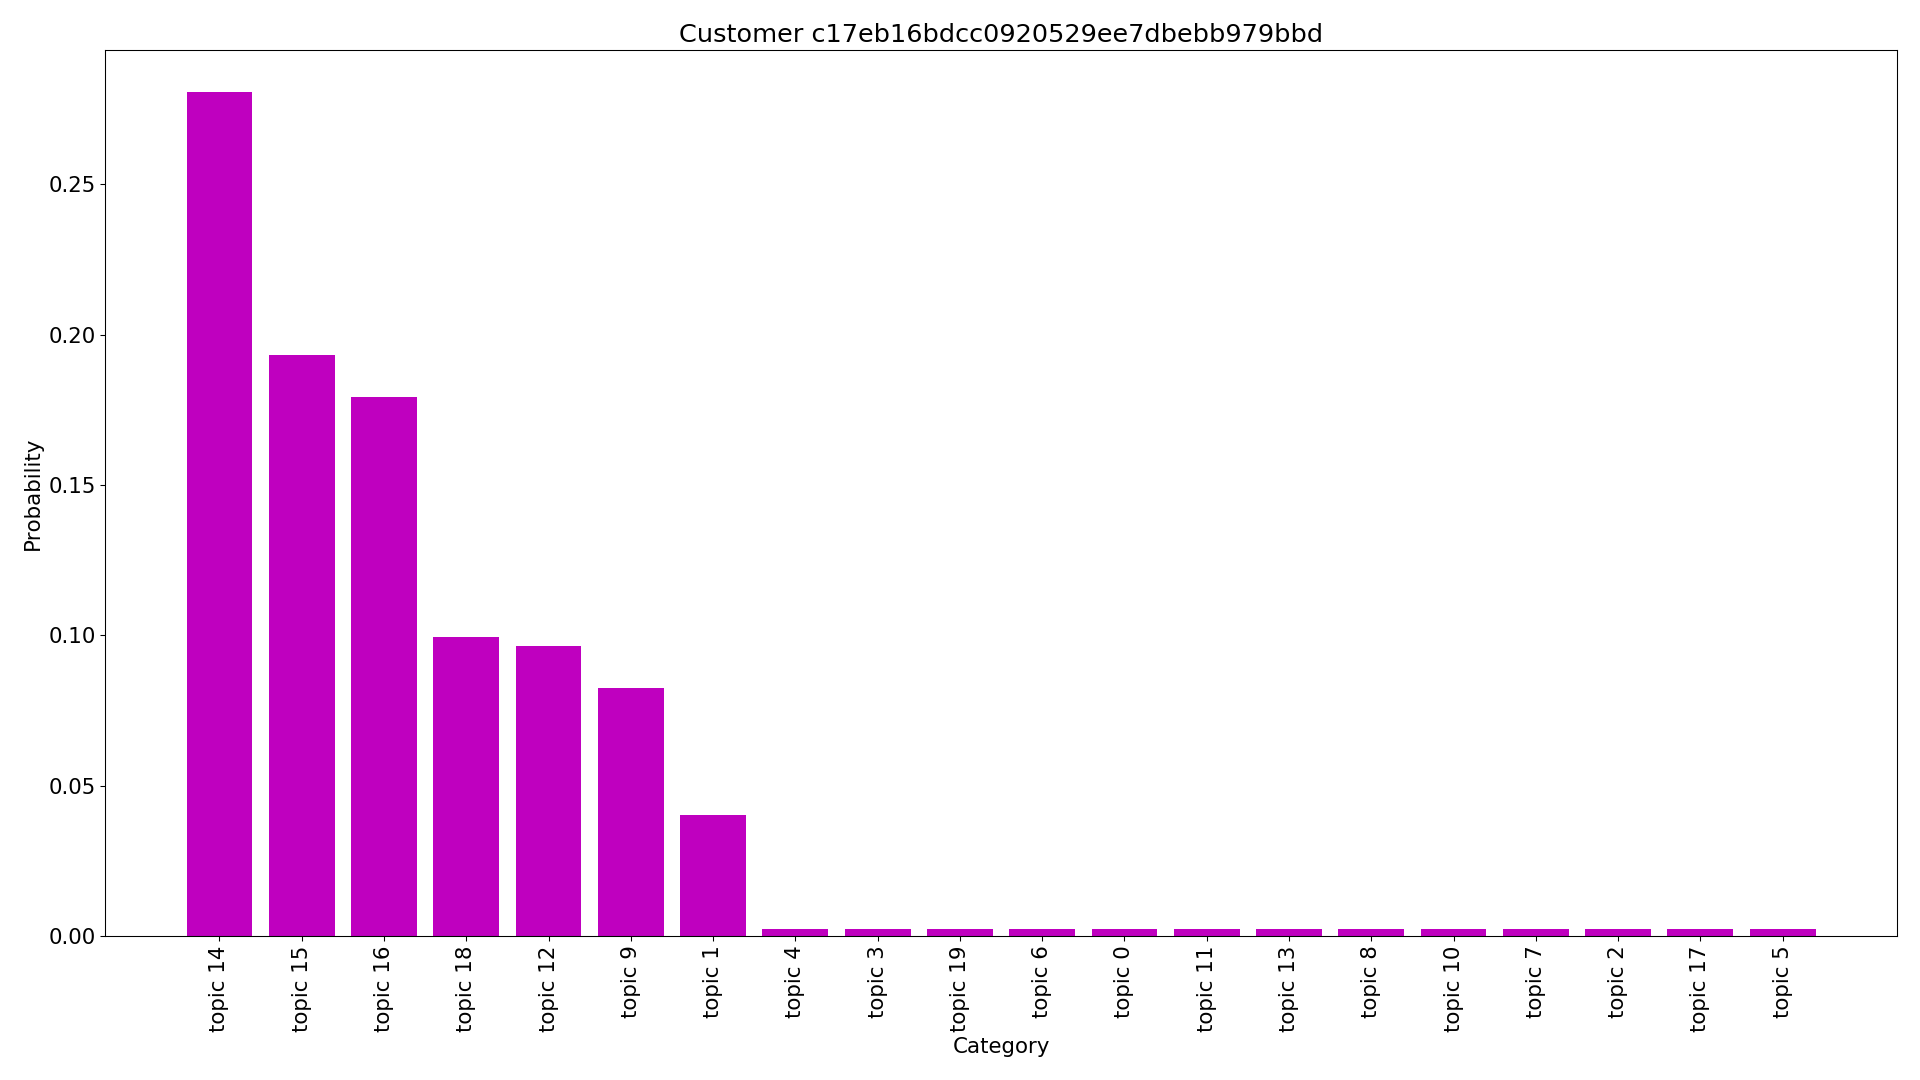 Customer c17eb16bdcc0920529ee7dbebb979bbd
Probability
0.25
0.20
0.15
0.10
0.05
0.00
topic 14
topic 15
topic 16
topic 18
topic 12
topic 9
topic 1
topic 4
topic 3
topic 19
topic 6
topic 0
topic 11
topic 13
topic 8
topic 10
topic 7
topic 2
topic 17
topic 5
Category